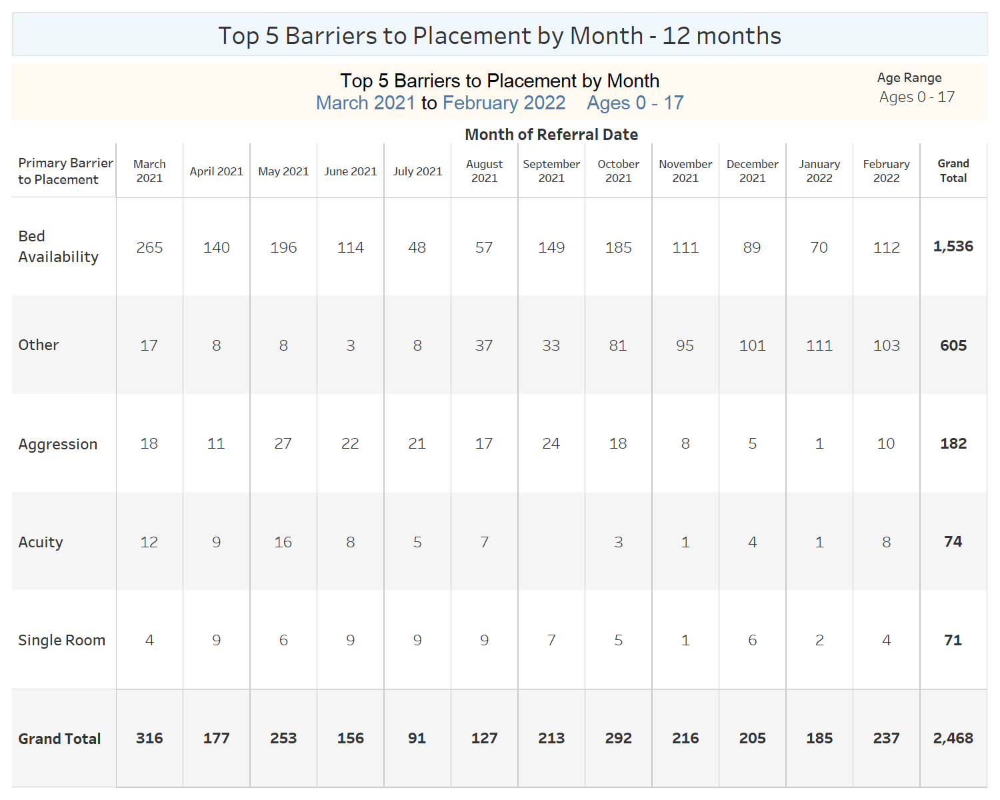 Top 5 Barriers to Placement by Month - 12 months
Top 5 Barriers to Placement by Month
March 2021 to February 2022 Ages 0 - 17
Age Range
Ages 0 - 17
Month of Referral Date
Primary Barrier
to Placement
March
2021
April 2021
May 2021
June 2021
July 2021
August
2021
September
2021
October
2021
November
2021
December
2021
January
2022
February
2022
Grand
Total
Bed
Availability
265 140 196 114 48 57 149 185 111 89 70 112 1,536
Other 17 8 8 3 8 37 33 81 95 101 111 103 605
Aggression 18 11 27 22 21 17 24 18 8 5 1 10 182
Acuity 12 9 16 8 5 7 3 1 4 1 8 74
Single Room 4 9 6 9 9 9 7 5 1 6 2 4 71
Grand Total 316 177 253 156 91 127 213 292 216 205 185 237 2,468